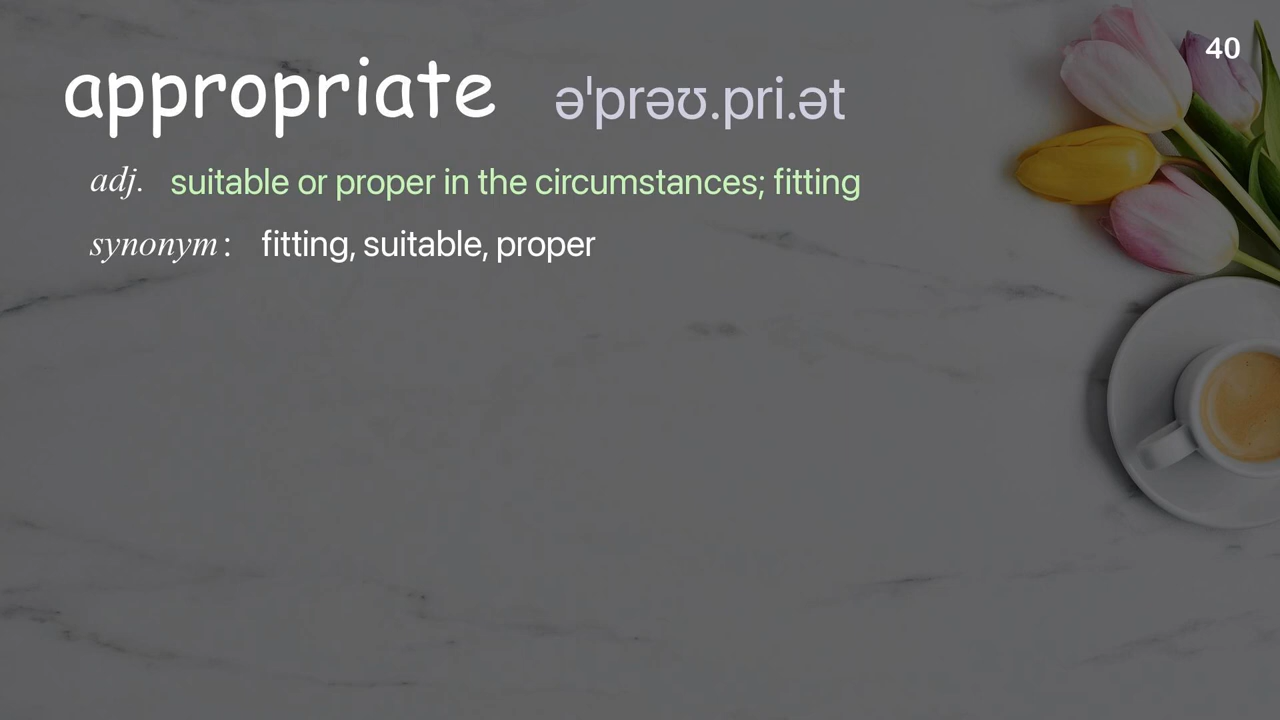 40
appropriate əˈprəʊ.pri.ət
adj. suitable or proper in the circumstances; fitting
synonym: fitting, suitable, proper